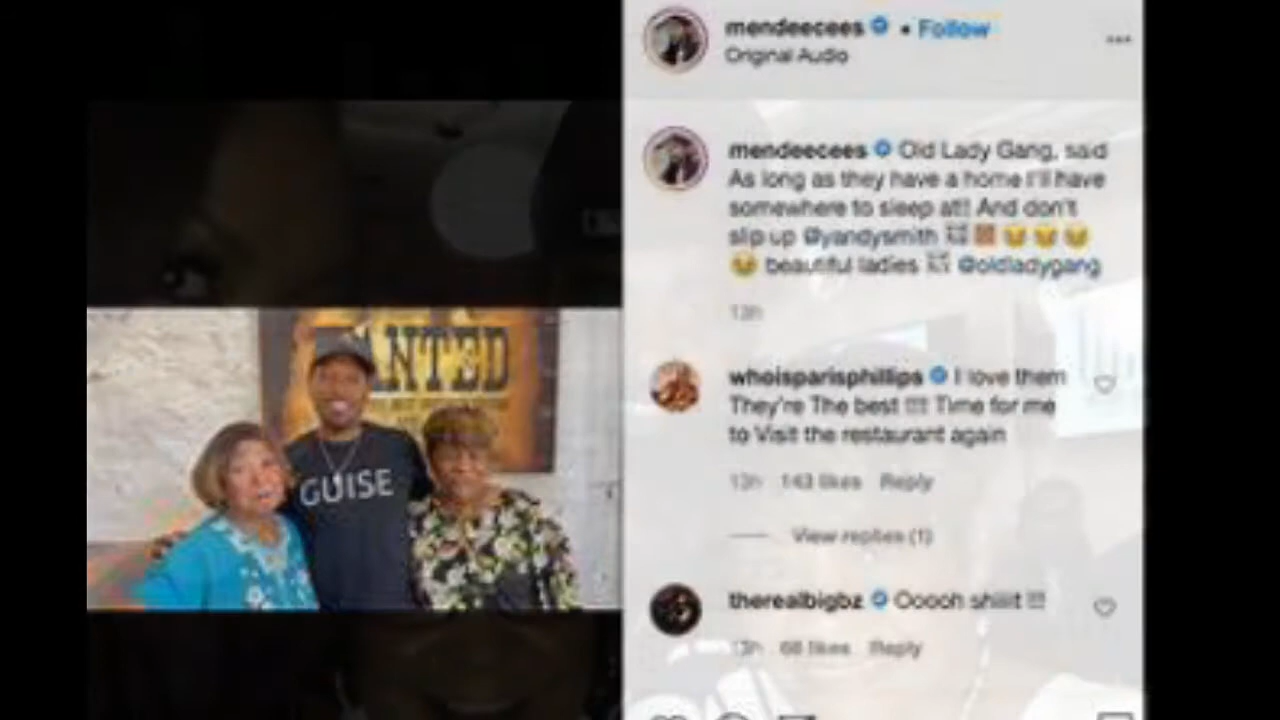 mendeecees • Follow
Original Audio
mendeecees Old Lady Gang, said
As long as they have a home I'll have
somewhere to sleep at!! And don't
slip up @yandysmith
beautiful ladies @oldladygang
13h
whoisparisphillips I love them
They're The best !!!! Time for me
to Visit the restaurant again
13h 143 likes Reply
View replies (1)
therealbigbz Ooooh shiiiit !!!
13h 68 likes Reply
ANTED
GUISE